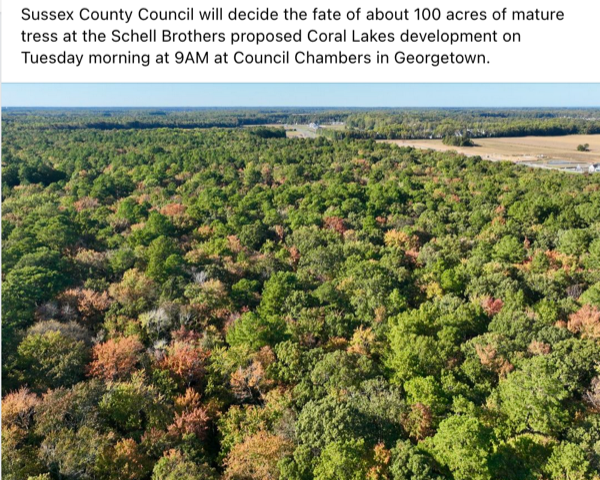 Sussex County Council will decide the fate of about 100 acres of mature
tress at the Schell Brothers proposed Coral Lakes development on
Tuesday morning at 9AM at Council Chambers in Georgetown.